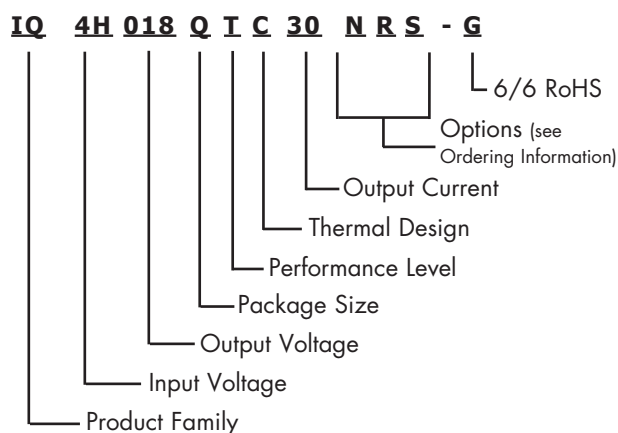 IQ 4H 018 Q T C 30 N R S - G
6/6 RoHS
Options (see
Ordering Information)
Output Current
Thermal Design
Performance Level
Package Size
Output Voltage
Input Voltage
Product Family